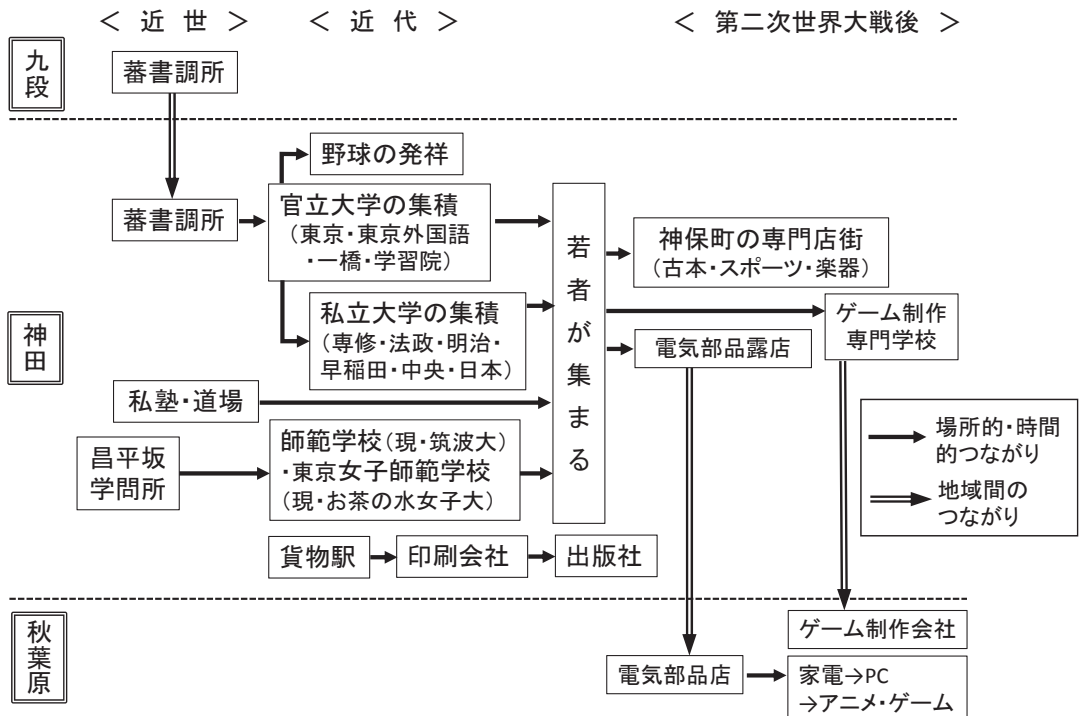 ＜ 近 世 ＞
＜ 近 代 ＞
＜ 第二次世界大戦後 ＞
九段
蕃書調所
神田
蕃書調所
野球の発祥
官立大学の集積
（東京・東京外国語
・一橋・学習院）
私立大学の集積
（専修・法政・明治・
早稲田・中央・日本）
私塾・道場
昌平坂
学問所
師範学校（現・筑波大）
・東京女子師範学校
（現・お茶の水女子大）
貨物駅
印刷会社
出版社
若者が集まる
神保町の専門店街
（古本・スポーツ・楽器）
ゲーム制作
専門学校
電気部品露店
場所的・時間
的つながり
地域間の
つながり
秋葉原
ゲーム制作会社
電気部品店
家電→PC
→アニメ・ゲーム